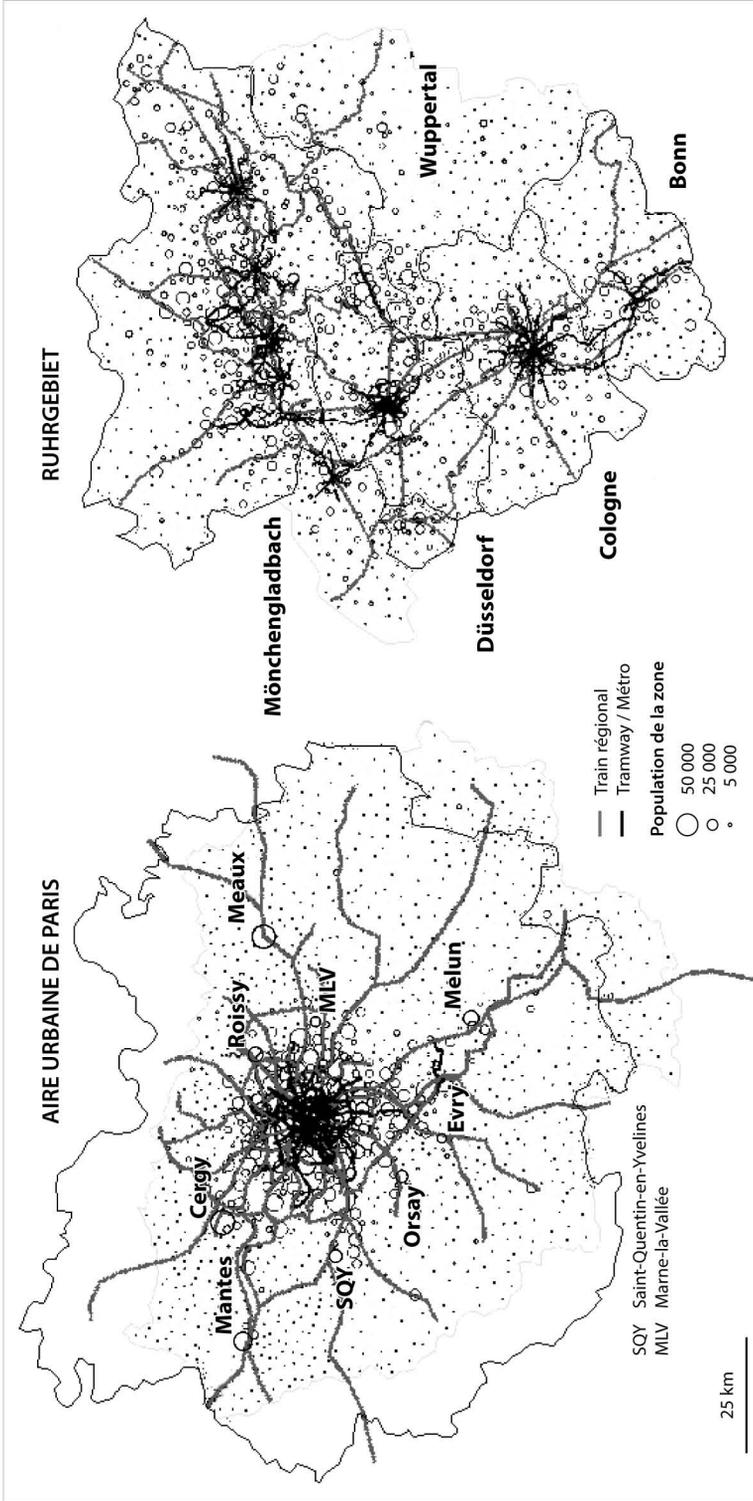 AIRE URBAINE DE PARIS
Mantes
Cergy
Roissy
Meaux
SQY
MLV
Orsay
Evry
Melun
SQY Saint-Quentin-en-Yvelines
MLV Marne-la-Vallée
25 km
Train régional
Tramway / Métro
Population de la zone
50 000
25 000
5 000
RUHRGEBIET
Mönchengladbach
Wuppertal
Düsseldorf
Cologne
Bonn